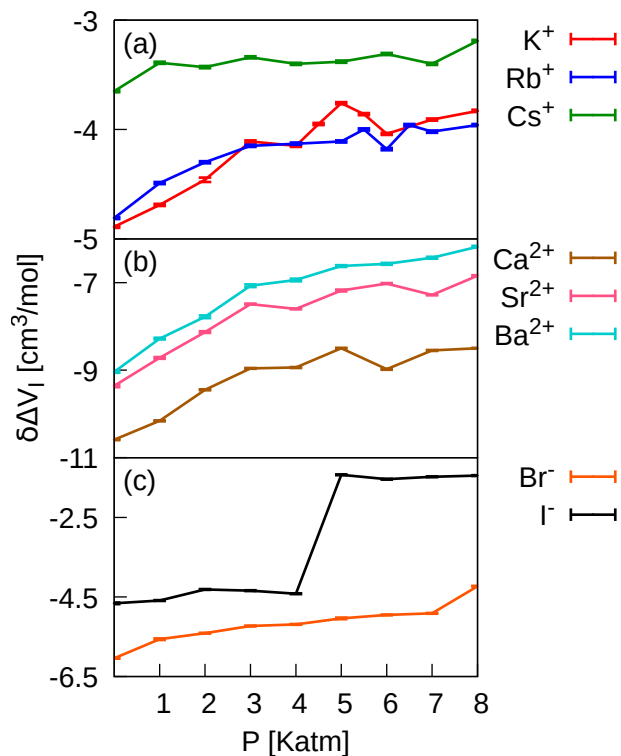 -3
(a)
-4
-5
K⁺
Rb⁺
Cs⁺
(b)
-7
-9
-11
Ca²⁺
Sr²⁺
Ba²⁺
δΔV_I [cm³/mol]
(c)
-2.5
-4.5
-6.5
Br⁻
I⁻
1 2 3 4 5 6 7 8
P [Katm]